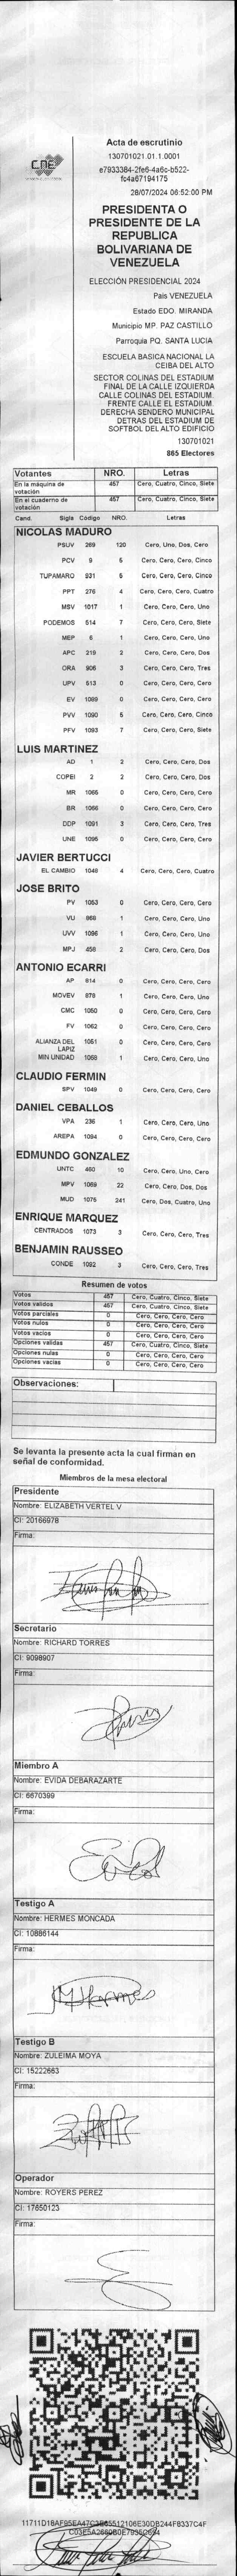 CNE
Acta de escrutinio
130701021.01.1.0001
e7933384-2fe6-4a6c-b522-
fc4a67194175
28/07/2024 06:52:00 PM
PRESIDENTA O
PRESIDENTE DE LA
REPUBLICA
BOLIVARIANA DE
VENEZUELA
ELECCIÓN PRESIDENCIAL 2024
Pais VENEZUELA
Estado EDO. MIRANDA
Municipio MP. PAZ CASTILLO
Parroquia PQ. SANTA LUCIA
ESCUELA BASICA NACIONAL LA
CEIBA DEL ALTO
SECTOR COLINAS DEL ESTADIUM
FINAL DE LA CALLE IZQUIERDA
CALLE COLINAS DEL ESTADIUM.
FRENTE CALLE EL ESTADIUM.
DERECHA SENDERO MUNICIPAL
DETRAS DEL ESTADIUM DE
SOFTBOL DEL ALTO EDIFICIO
130701021
865 Electores
Votantes NRO. Letras
En la máquina de votación 457 Cero, Cuatro, Cinco, Siete
En el cuaderno de votación 457 Cero, Cuatro, Cinco, Siete
Cand. Sigla Código NRO. Letras
NICOLAS MADURO
PSUV 269 120 Cero, Uno, Dos, Cero
PCV 9 5 Cero, Cero, Cero, Cinco
TUPAMARO 931 5 Cero, Cero, Cero, Cinco
PPT 276 4 Cero, Cero, Cero, Cuatro
MSV 1017 1 Cero, Cero, Cero, Uno
PODEMOS 514 7 Cero, Cero, Cero, Siete
MEP 6 1 Cero, Cero, Cero, Uno
APC 219 2 Cero, Cero, Cero, Dos
ORA 906 3 Cero, Cero, Cero, Tres
UPV 513 0 Cero, Cero, Cero, Cero
EV 1089 0 Cero, Cero, Cero, Cero
PVV 1090 5 Cero, Cero, Cero, Cinco
PFV 1093 7 Cero, Cero, Cero, Siete
LUIS MARTINEZ
AD 1 2 Cero, Cero, Cero, Dos
COPEI 2 2 Cero, Cero, Cero, Dos
MR 1065 0 Cero, Cero, Cero, Cero
BR 1066 0 Cero, Cero, Cero, Cero
DDP 1091 3 Cero, Cero, Cero, Tres
UNE 1095 0 Cero, Cero, Cero, Cero
JAVIER BERTUCCI
EL CAMBIO 1048 4 Cero, Cero, Cero, Cuatro
JOSE BRITO
PV 1053 0 Cero, Cero, Cero, Cero
VU 868 1 Cero, Cero, Cero, Uno
UVV 1096 1 Cero, Cero, Cero, Uno
MPJ 458 2 Cero, Cero, Cero, Dos
ANTONIO ECARRI
AP 814 0 Cero, Cero, Cero, Cero
MOVEV 878 1 Cero, Cero, Cero, Uno
CMC 1050 0 Cero, Cero, Cero, Cero
FV 1062 0 Cero, Cero, Cero, Cero
ALIANZA DEL LAPIZ 1051 0 Cero, Cero, Cero, Cero
MIN UNIDAD 1058 1 Cero, Cero, Cero, Uno
CLAUDIO FERMIN
SPV 1049 0 Cero, Cero, Cero, Cero
DANIEL CEBALLOS
VPA 236 1 Cero, Cero, Cero, Uno
AREPA 1094 0 Cero, Cero, Cero, Cero
EDMUNDO GONZALEZ
UNTC 460 10 Cero, Cero, Uno, Cero
MPV 1069 22 Cero, Cero, Dos, Dos
MUD 1075 241 Cero, Dos, Cuatro, Uno
ENRIQUE MARQUEZ
CENTRADOS 1073 3 Cero, Cero, Cero, Tres
BENJAMIN RAUSSEO
CONDE 1092 3 Cero, Cero, Cero, Tres
Resumen de votos
Votos 457 Cero, Cuatro, Cinco, Siete
Votos validos 457 Cero, Cuatro, Cinco, Siete
Votos parciales 0 Cero, Cero, Cero, Cero
Votos nulos 0 Cero, Cero, Cero, Cero
Votos vacios 0 Cero, Cero, Cero, Cero
Opciones validas 457 Cero, Cuatro, Cinco, Siete
Opciones nulas 0 Cero, Cero, Cero, Cero
Opciones vacias 0 Cero, Cero, Cero, Cero
Observaciones:
Se levanta la presente acta la cual firman en
señal de conformidad.
Miembros de la mesa electoral
Presidente
Nombre: ELIZABETH VERTEL V
CI: 20166978
Firma:
Secretario
Nombre: RICHARD TORRES
CI: 9098907
Firma:
Miembro A
Nombre: EVIDA DEBARAZARTE
CI: 6670399
Firma:
Testigo A
Nombre: HERMES MONCADA
CI: 10886144
Firma:
Testigo B
Nombre: ZULEIMA MOYA
CI: 15222663
Firma:
Operador
Nombre: ROYERS PEREZ
CI: 17650123
Firma: